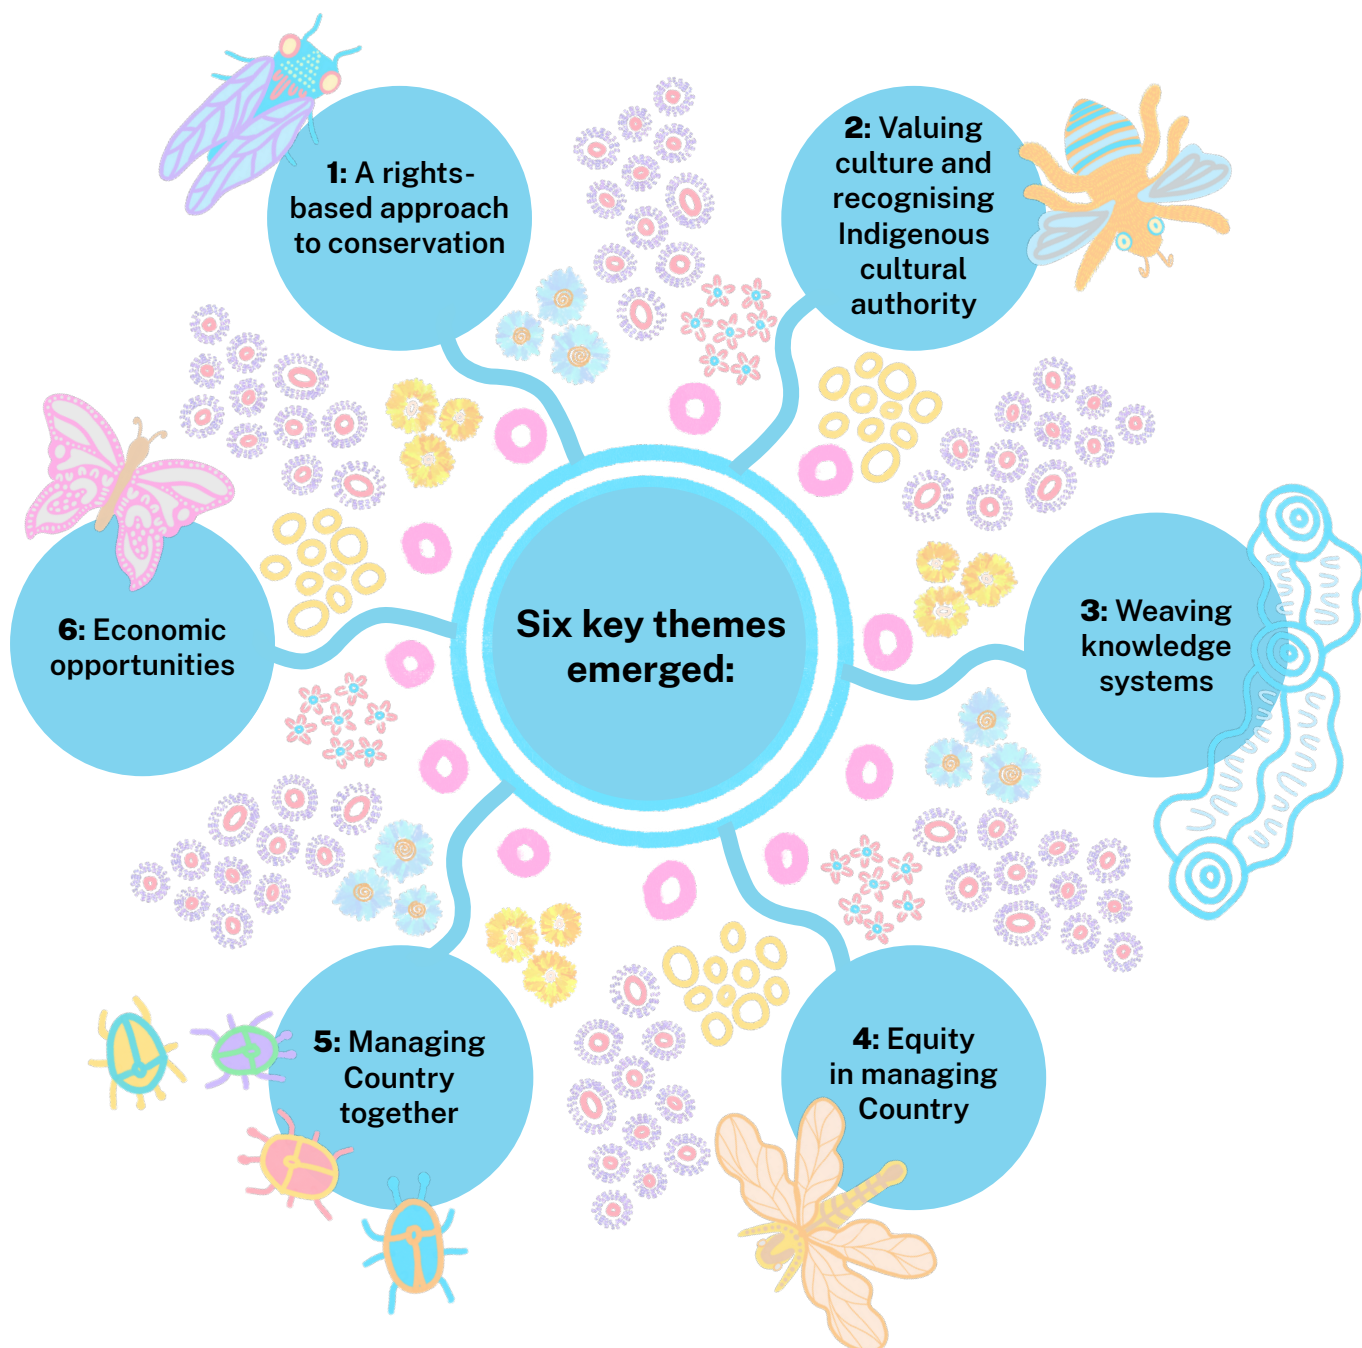 Six key themes
emerged:
1: A rights-
based approach
to conservation
2: Valuing
culture and
recognising
Indigenous
cultural
authority
3: Weaving
knowledge
systems
4: Equity
in managing
Country
5: Managing
Country
together
6: Economic
opportunities